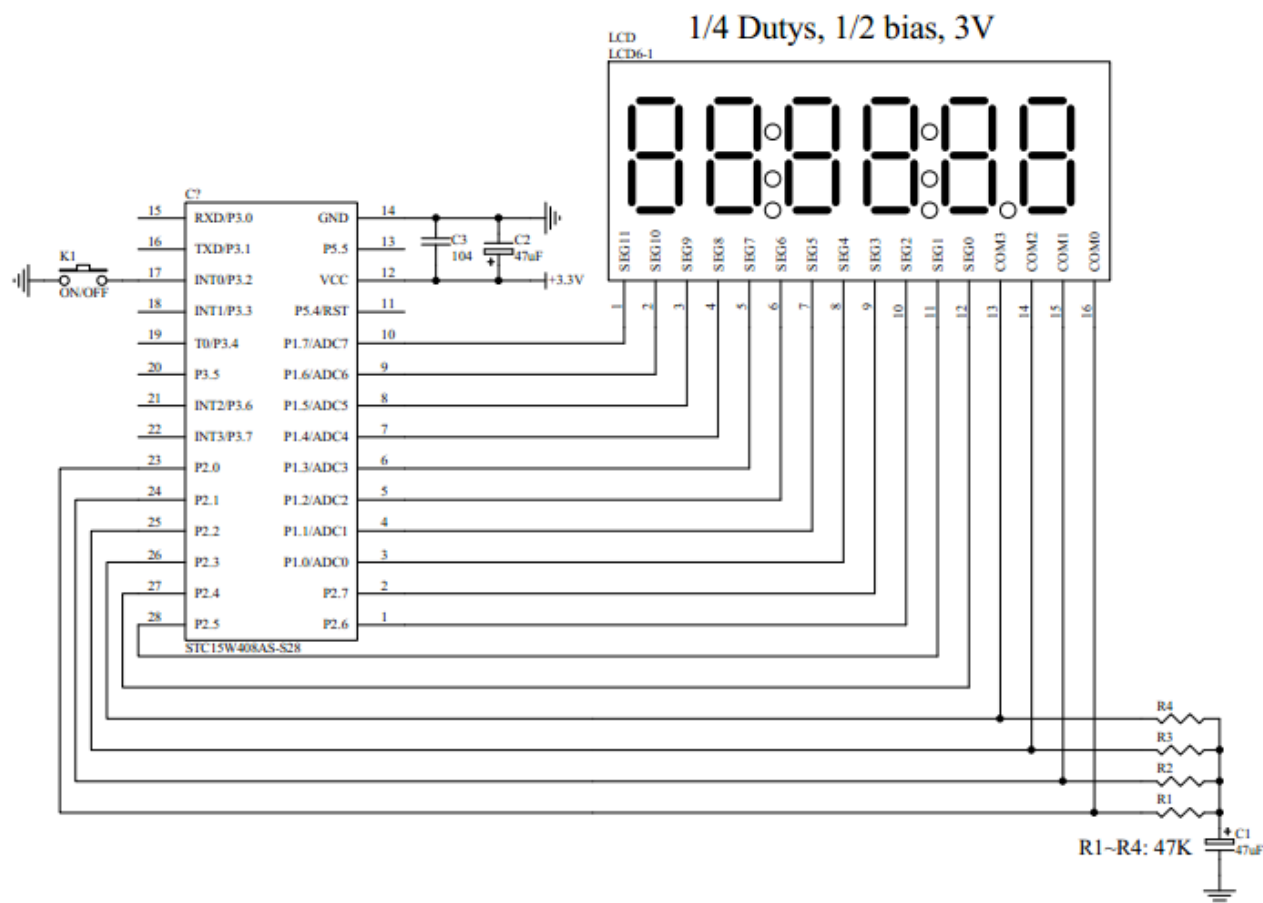 1/4 Dutys, 1/2 bias, 3V
LCD
LCD6-1
SEG11
SEG10
SEG9
SEG8
SEG7
SEG6
SEG5
SEG4
SEG3
SEG2
SEG1
SEG0
COM3
COM2
COM1
COM0
1
2
3
4
5
6
7
8
9
10
11
12
13
14
15
16
C?
15 RXD/P3.0 GND 14
16 TXD/P3.1 P5.5 13
17 INT0/P3.2 VCC 12
18 INT1/P3.3 P5.4/RST 11
19 T0/P3.4 P1.7/ADC7 10
20 P3.5 P1.6/ADC6 9
21 INT2/P3.6 P1.5/ADC5 8
22 INT3/P3.7 P1.4/ADC4 7
23 P2.0 P1.3/ADC3 6
24 P2.1 P1.2/ADC2 5
25 P2.2 P1.1/ADC1 4
26 P2.3 P1.0/ADC0 3
27 P2.4 P2.7 2
28 P2.5 P2.6 1
STC15W408AS-S28
K1
ON/OFF
C3
104
C2
47uF
+
+3.3V
R4
R3
R2
R1
R1~R4: 47K
+
C1
47uF